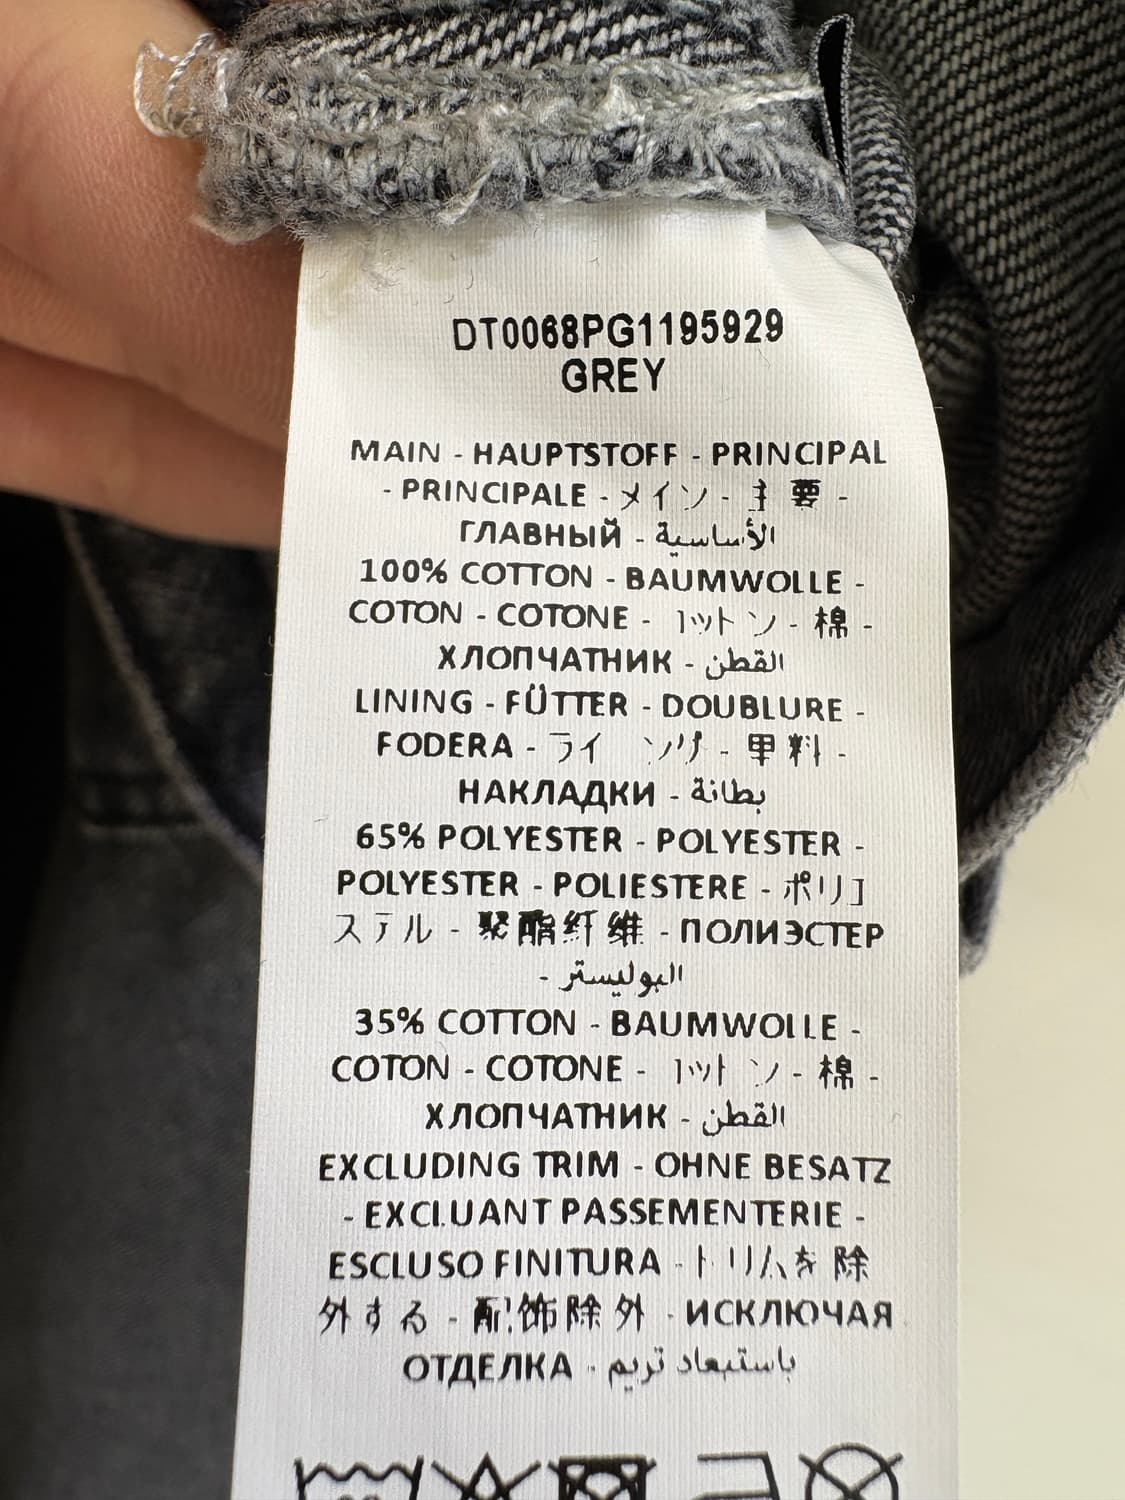 DT0068PG1195929
GREY
MAIN - HAUPTSTOFF - PRINCIPAL
- PRINCIPALE - メイン - 主要 -
ГЛАВНЫЙ - الأساسية
100% COTTON - BAUMWOLLE -
COTON - COTONE - コットン - 棉 -
ХЛОПЧАТНИК - القطن
LINING - FÜTTER - DOUBLURE -
FODERA - ライ ング - 里料 -
НАКЛАДКИ - بطانة
65% POLYESTER - POLYESTER -
POLYESTER - POLIESTERE - ポリエ
ステル - 聚酯纤维 - ПОЛИЭСТЕР
- البوليستر
35% COTTON - BAUMWOLLE -
COTON - COTONE - コットン - 棉 -
ХЛОПЧАТНИК - القطن
EXCLUDING TRIM - OHNE BESATZ
- EXCLUANT PASSEMENTERIE -
ESCLUSO FINITURA - トリムを除
外する - 配饰除外 - ИСКЛЮЧАЯ
ОТДЕЛКА - باستبعاد تريم